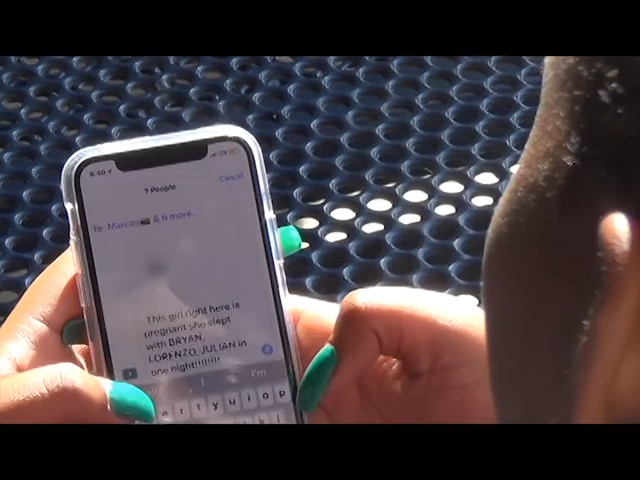 7 People
Cancel
To Marcos & 6 more...
This girl right here is
pregnant she slept
with BRYAN,
LORENZO, JULIAN in
one night!!!!!!!!
I
I'm
e r t y u i o p